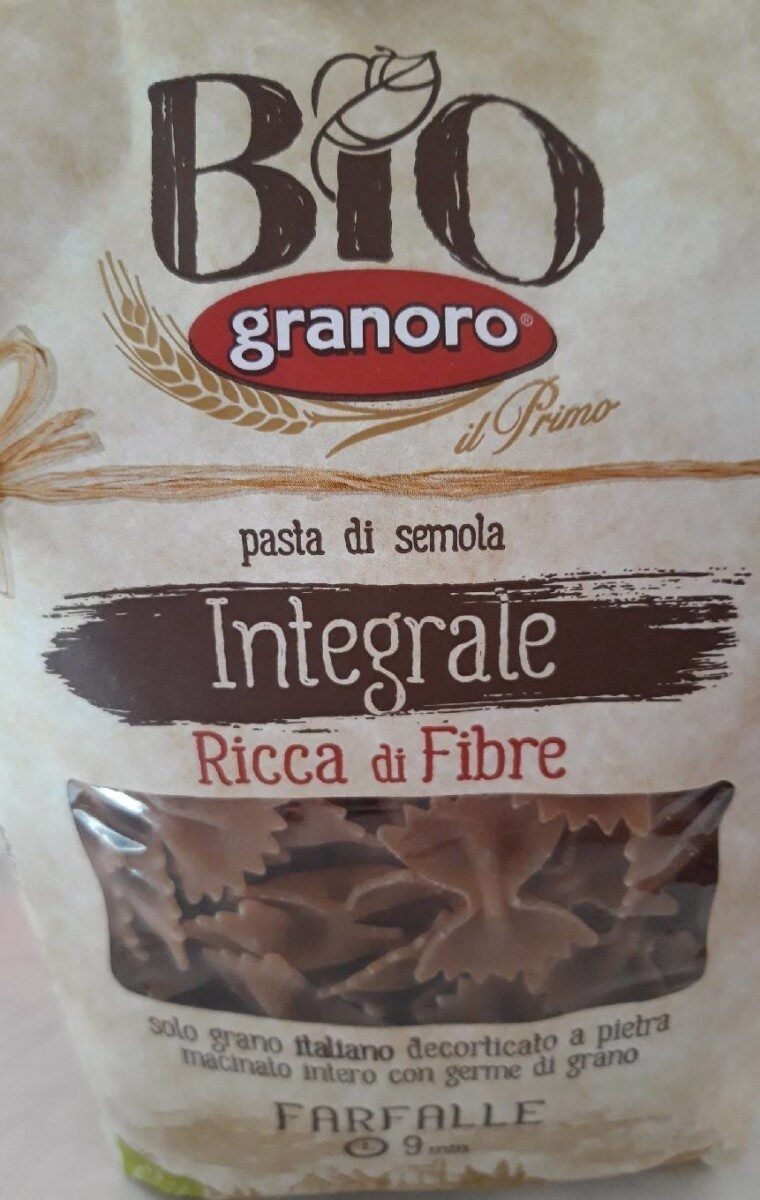 BIO
granoro®
il Primo
pasta di semola
Integrale
Ricca di Fibre
solo grano italiano decorticato a pietra
macinato intero con germe di grano
FARFALLE
9 min